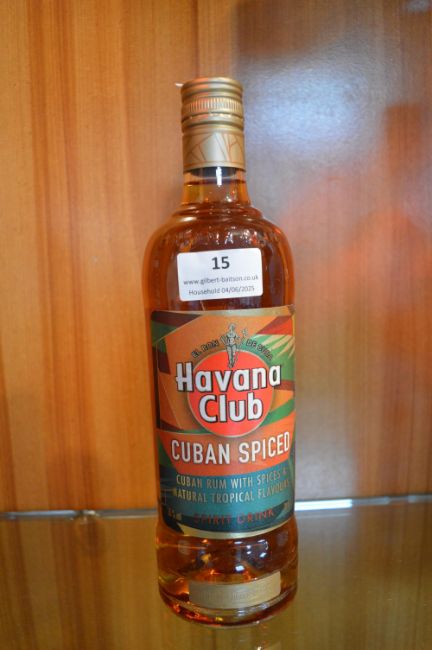 15
www.gilbert-baitson.co.uk
Household 04/06/2025
EL RON DE CUBA
Havana
Club
CUBAN SPICED
CUBAN RUM WITH SPICES &
NATURAL TROPICAL FLAVOURS
SPIRIT DRINK